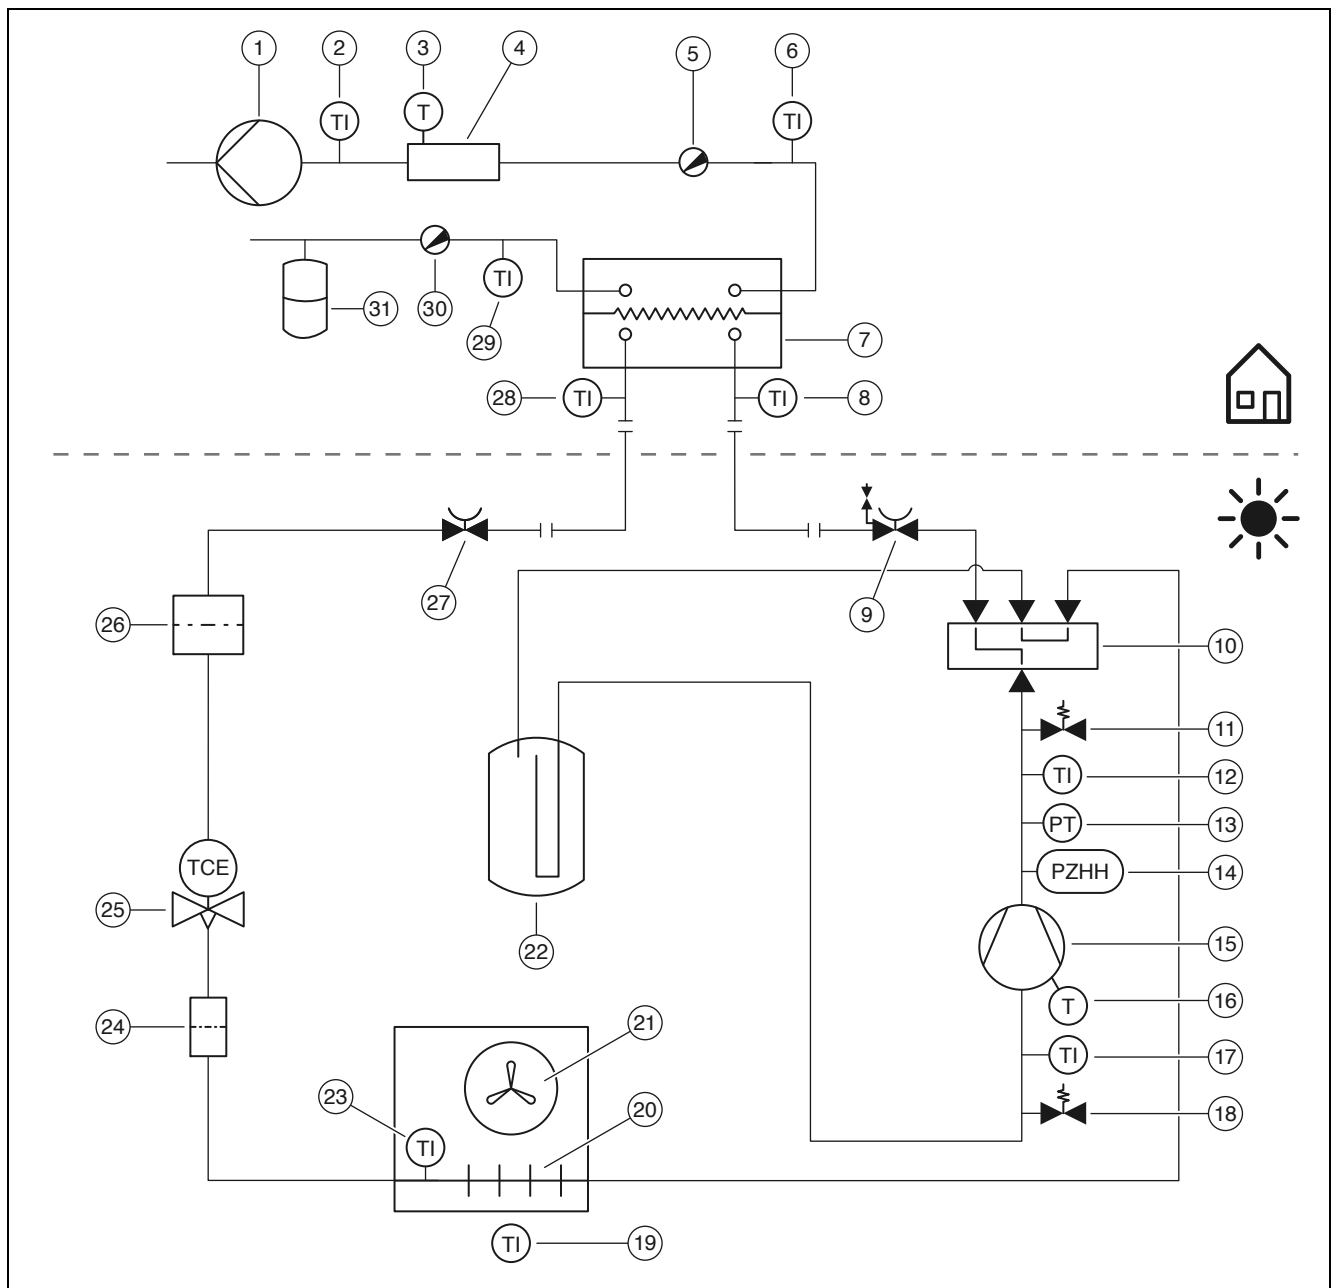 1 2 3 4 5 6
TI T TI
TI
31 30 29 7
28 TI TI 8
27 9
26 10
11
TI 12
PT 13
TCE PZHH 14
25 22 15
T 16
24 21 TI 17
23 20 18
TI
TI 19